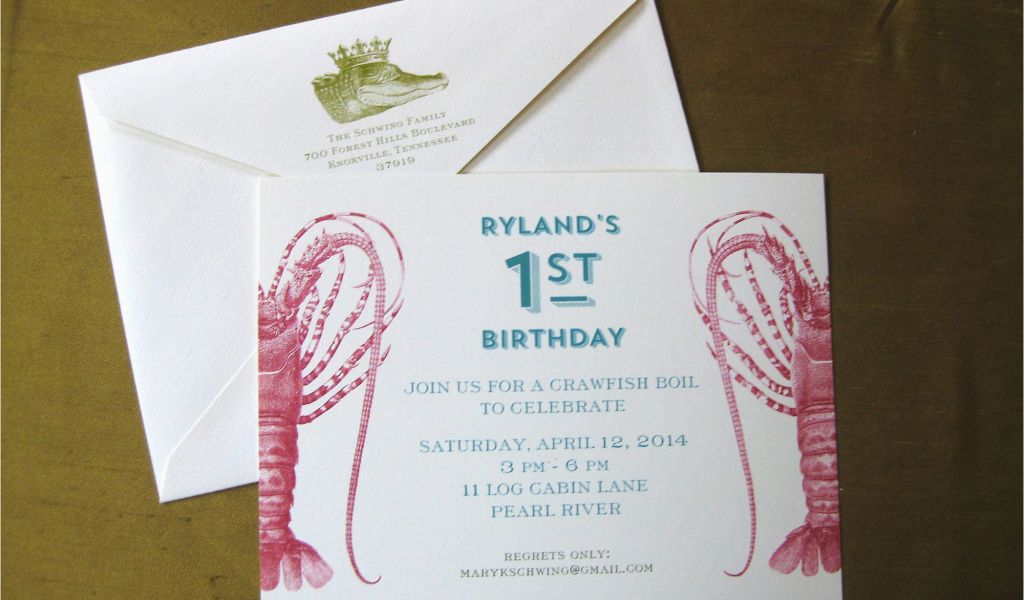 The Schwing Family
700 Forest Hills Boulevard
Knoxville, Tennessee
37919
RYLAND'S
1ST
BIRTHDAY
JOIN US FOR A CRAWFISH BOIL
TO CELEBRATE
SATURDAY, APRIL 12, 2014
3 PM - 6 PM
11 LOG CABIN LANE
PEARL RIVER
REGRETS ONLY:
MARYKSCHWING@GMAIL.COM